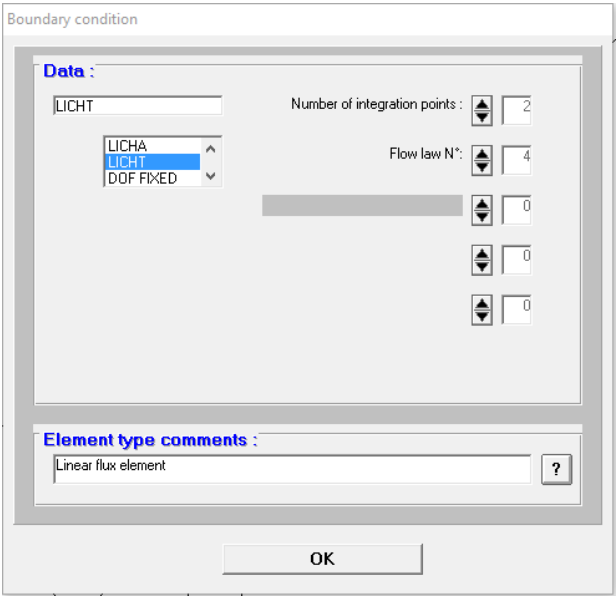 Boundary condition
Data :
LICHT
Number of integration points :
2
LICHA
LICHT
DOF FIXED
Flow law N°:
4
0
0
0
Element type comments :
Linear flux element
?
OK